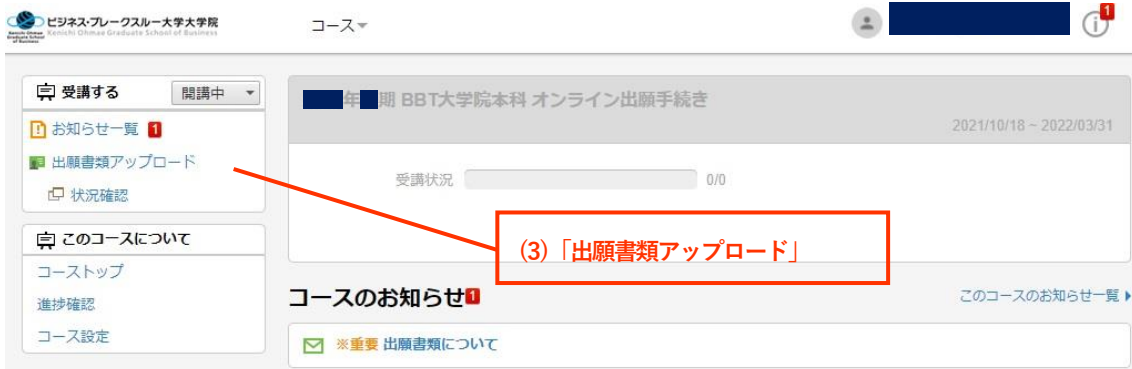 ビジネス・ブレークスルー大学大学院
Kenichi Ohmae Graduate School of Business
Kenichi Ohmae
Graduate School
of Business
コース
1
受講する
開講中
お知らせ一覧 1
出願書類アップロード
状況確認
このコースについて
コーストップ
進捗確認
コース設定
年 期 BBT大学院本科 オンライン出願手続き
2021/10/18 ~ 2022/03/31
受講状況
0/0
(3)「出願書類アップロード」
コースのお知らせ1
このコースのお知らせ一覧
※重要 出願書類について